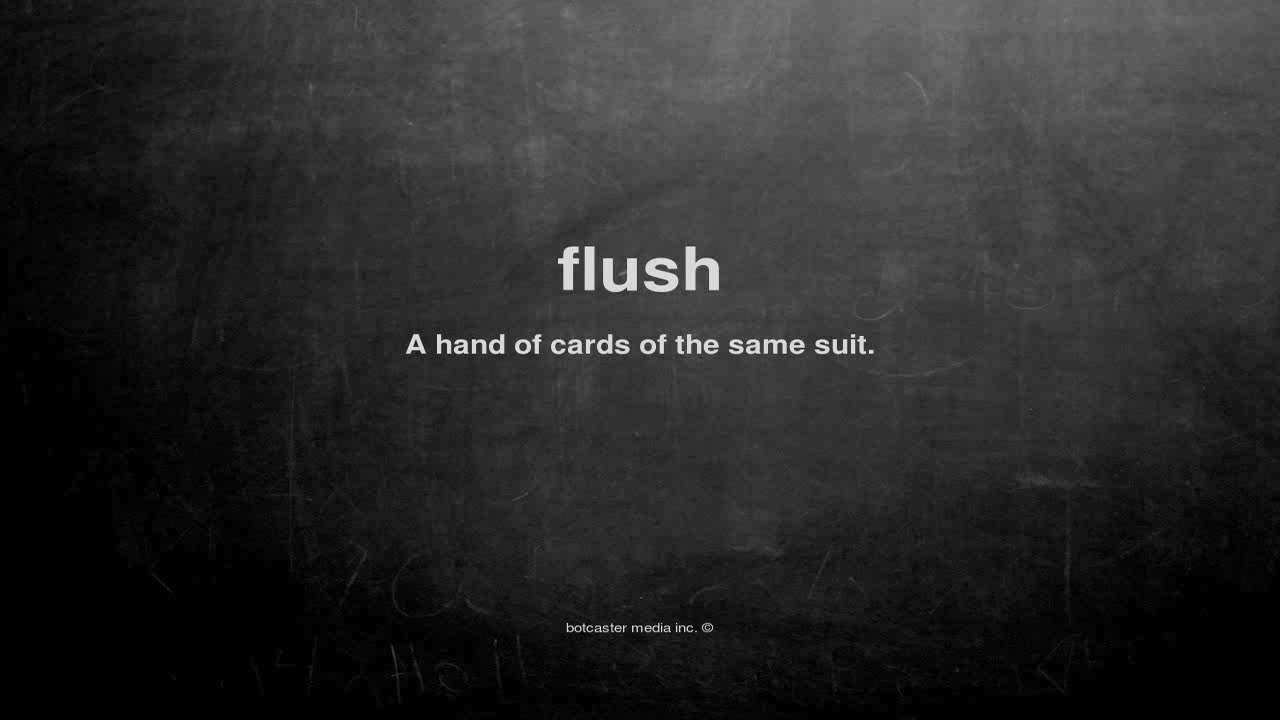 flush
A hand of cards of the same suit.
botcaster media inc. ©